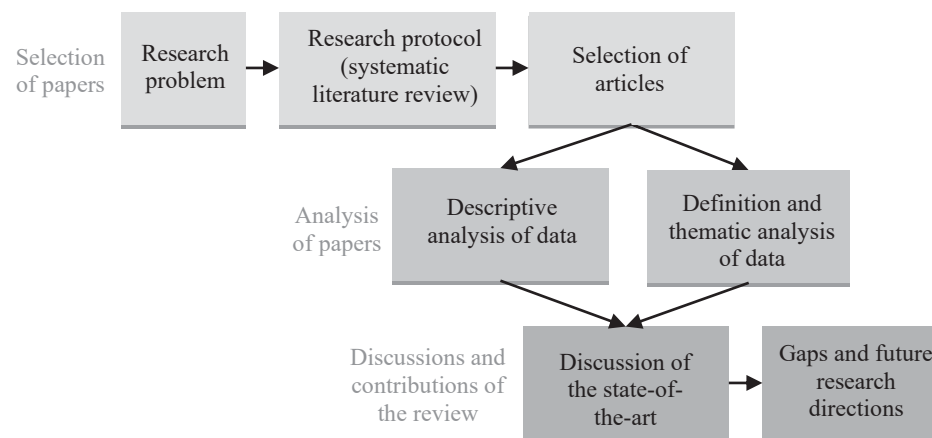 Selection
of papers
Research
problem
Research protocol
(systematic
literature review)
Selection of
articles
Analysis
of papers
Descriptive
analysis of data
Definition and
thematic analysis
of data
Discussions and
contributions of
the review
Discussion of
the state-of-
the-art
Gaps and future
research
directions